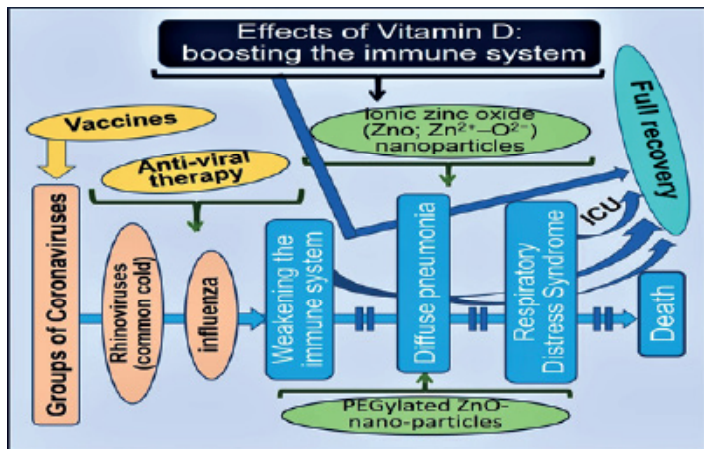 Effects of Vitamin D:
boosting the immune system
Ionic zinc oxide
(Zno; Zn²⁺–O²⁻)
nanoparticles
Vaccines
Anti-viral
therapy
Full recovery
ICU
Groups of Coronaviruses
Rhinoviruses
(common cold)
influenza
Weakening the
immune system
Diffuse pneumonia
Respiratory
Distress Syndrome
Death
PEGylated ZnO-
nano-particles